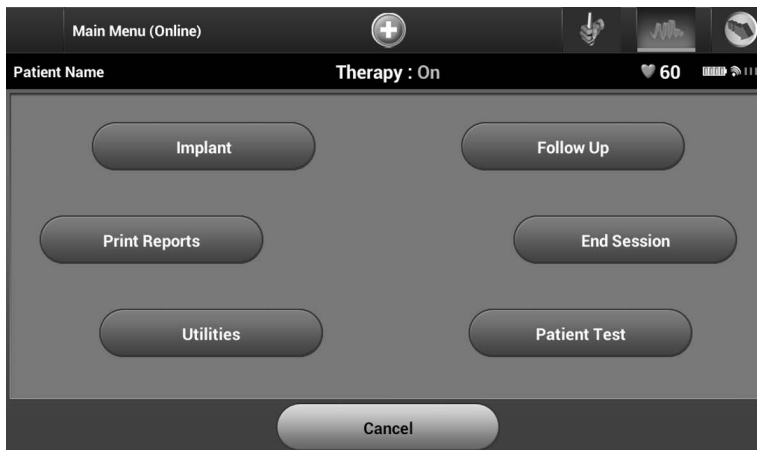 Main Menu (Online)
Patient Name Therapy : On 60
Implant Follow Up
Print Reports End Session
Utilities Patient Test
Cancel